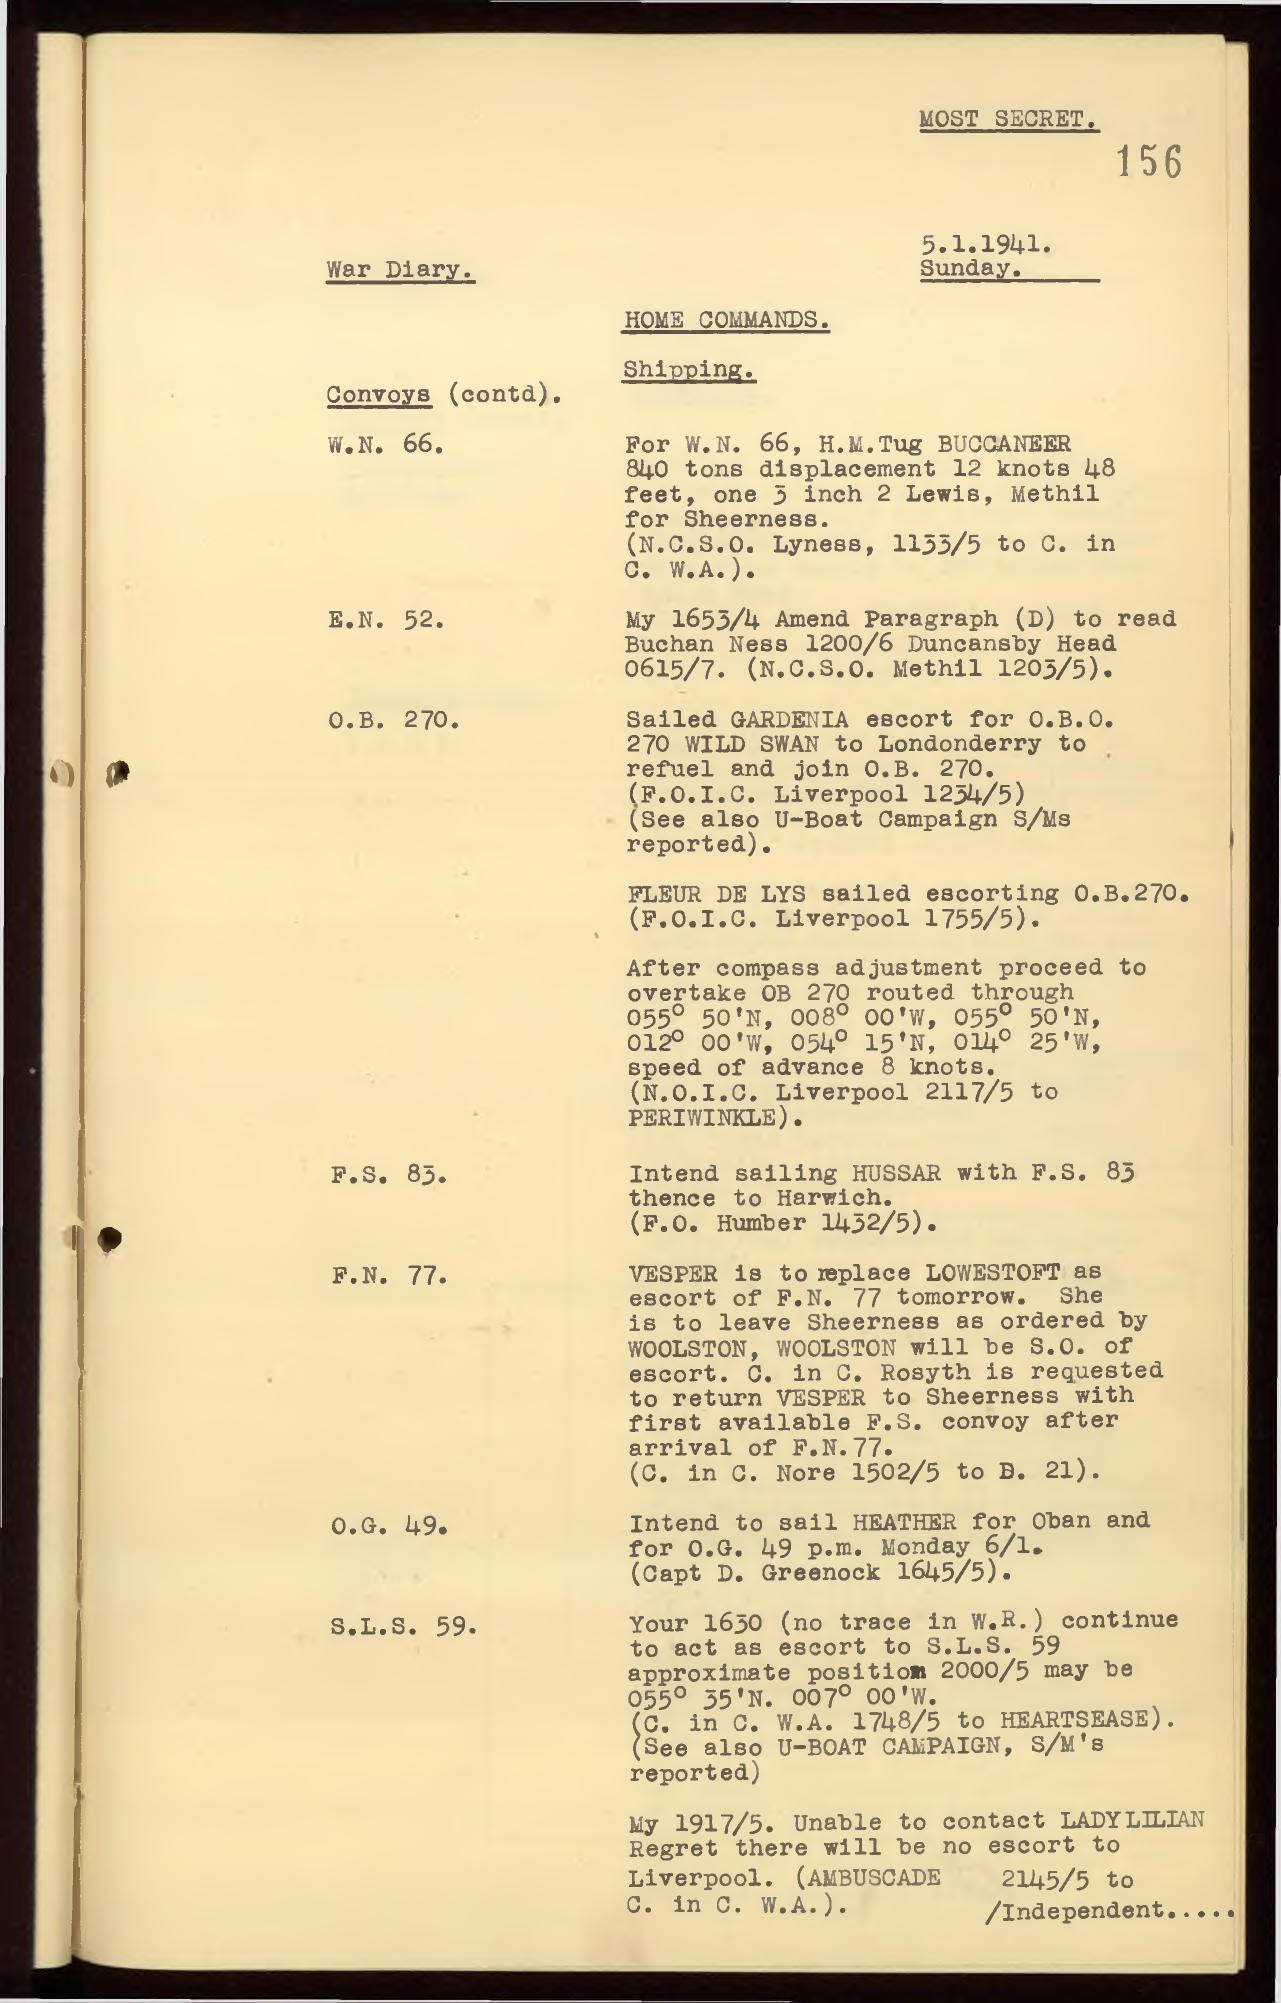 MOST SECRET.
156
5.1.1941.
War Diary.
Sunday.
HOME COMMANDS.
Shipping.
Convoys (contd).
W.N. 66.
For W.N. 66, H.M.Tug BUCCANEER
840 tons displacement 12 knots 48
feet, one 3 inch 2 Lewis, Methil
for Sheerness.
(N.C.S.O. Lyness, 1133/5 to C. in
C. W.A.).
E.N. 52.
My 1653/4 Amend Paragraph (D) to read
Buchan Ness 1200/6 Duncansby Head
0615/7. (N.C.S.O. Methil 1203/5).
O.B. 270.
Sailed GARDENIA escort for O.B.O.
270 WILD SWAN to Londonderry to
refuel and join O.B. 270.
(F.O.I.C. Liverpool 1234/5)
(See also U-Boat Campaign S/Ms
reported).
FLEUR DE LYS sailed escorting O.B.270.
(F.O.I.C. Liverpool 1755/5).
After compass adjustment proceed to
overtake OB 270 routed through
055° 50'N, 008° 00'W, 055° 50'N,
012° 00'W, 054° 15'N, 014° 25'W,
speed of advance 8 knots.
(N.O.I.C. Liverpool 2117/5 to
PERIWINKLE).
F.S. 83.
Intend sailing HUSSAR with F.S. 83
thence to Harwich.
(F.O. Humber 1432/5).
F.N. 77.
VESPER is to replace LOWESTOFT as
escort of F.N. 77 tomorrow. She
is to leave Sheerness as ordered by
WOOLSTON, WOOLSTON will be S.O. of
escort. C. in C. Rosyth is requested
to return VESPER to Sheerness with
first available F.S. convoy after
arrival of F.N.77.
(C. in C. Nore 1502/5 to D. 21).
O.G. 49.
Intend to sail HEATHER for Oban and
for O.G. 49 p.m. Monday 6/1.
(Capt D. Greenock 1645/5).
S.L.S. 59.
Your 1630 (no trace in W.R.) continue
to act as escort to S.L.S. 59
approximate position 2000/5 may be
055° 35'N. 007° 00'W.
(C. in C. W.A. 1748/5 to HEARTSEASE).
(See also U-BOAT CAMPAIGN, S/M's
reported)
My 1917/5. Unable to contact LADY LILIAN
Regret there will be no escort to
Liverpool. (AMBUSCADE 2145/5 to
C. in C. W.A.).
/Independent.....